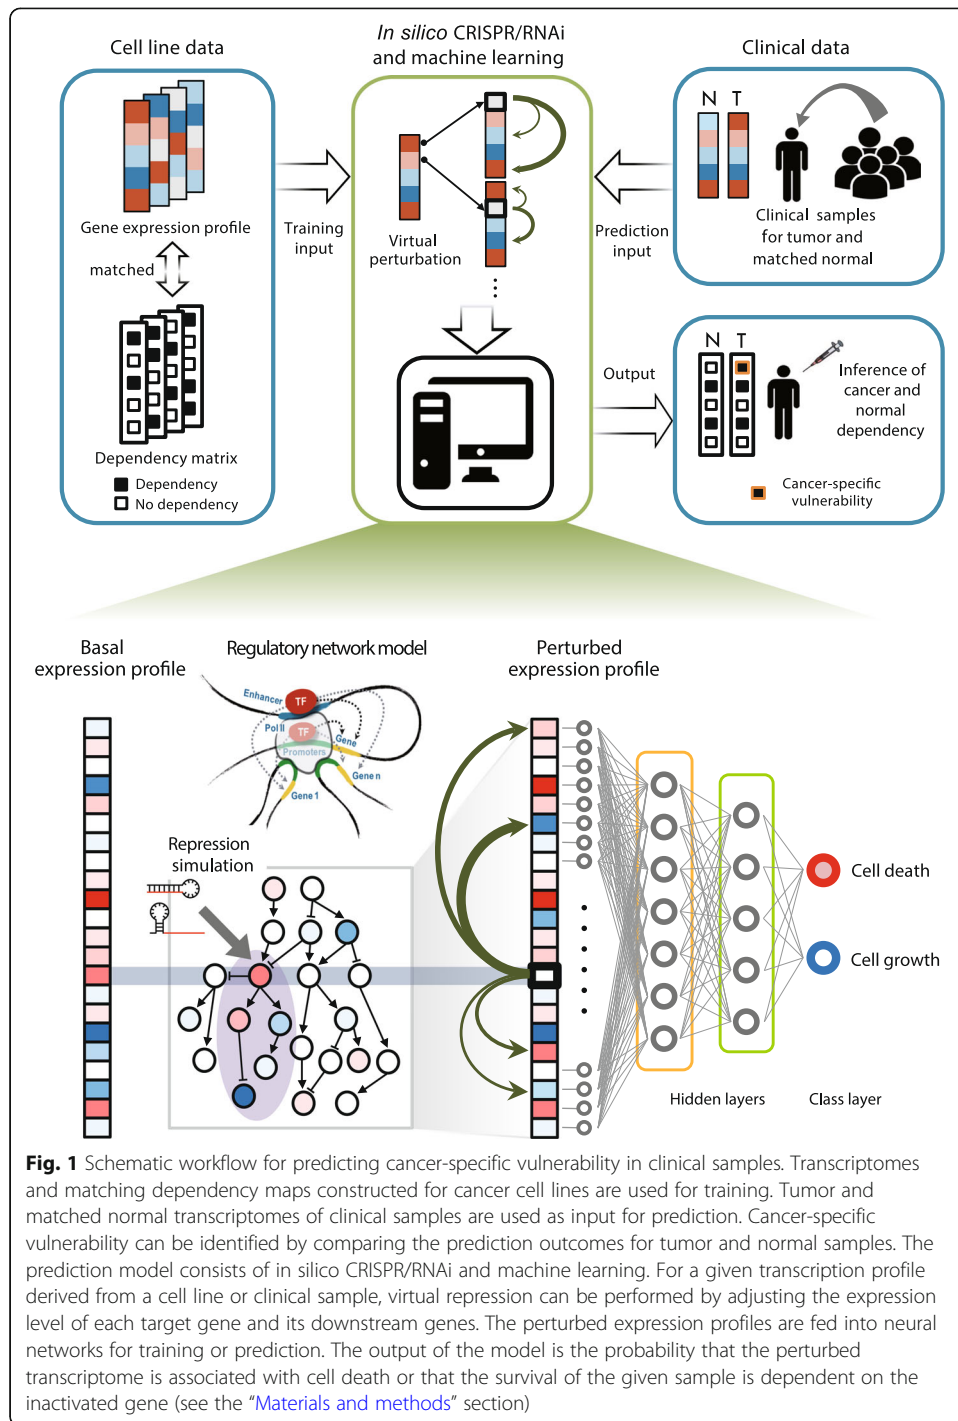 Cell line data
In silico CRISPR/RNAi
and machine learning
Clinical data
Gene expression profile
matched
Dependency matrix
Dependency
No dependency
Training
input
Virtual
perturbation
Prediction
input
N T
Clinical samples
for tumor and
matched normal
Output
N T
Inference of
cancer and
normal
dependency
Cancer-specific
vulnerability
Basal
expression profile
Regulatory network model
Perturbed
expression profile
Enhancer
TF
Pol II
TF
Gene
Promoters
Gene n
Gene 1
Repression
simulation
Cell death
Cell growth
Hidden layers
Class layer
Fig. 1 Schematic workflow for predicting cancer-specific vulnerability in clinical samples. Transcriptomes
and matching dependency maps constructed for cancer cell lines are used for training. Tumor and
matched normal transcriptomes of clinical samples are used as input for prediction. Cancer-specific
vulnerability can be identified by comparing the prediction outcomes for tumor and normal samples. The
prediction model consists of in silico CRISPR/RNAi and machine learning. For a given transcription profile
derived from a cell line or clinical sample, virtual repression can be performed by adjusting the expression
level of each target gene and its downstream genes. The perturbed expression profiles are fed into neural
networks for training or prediction. The output of the model is the probability that the perturbed
transcriptome is associated with cell death or that the survival of the given sample is dependent on the
inactivated gene (see the “Materials and methods” section)